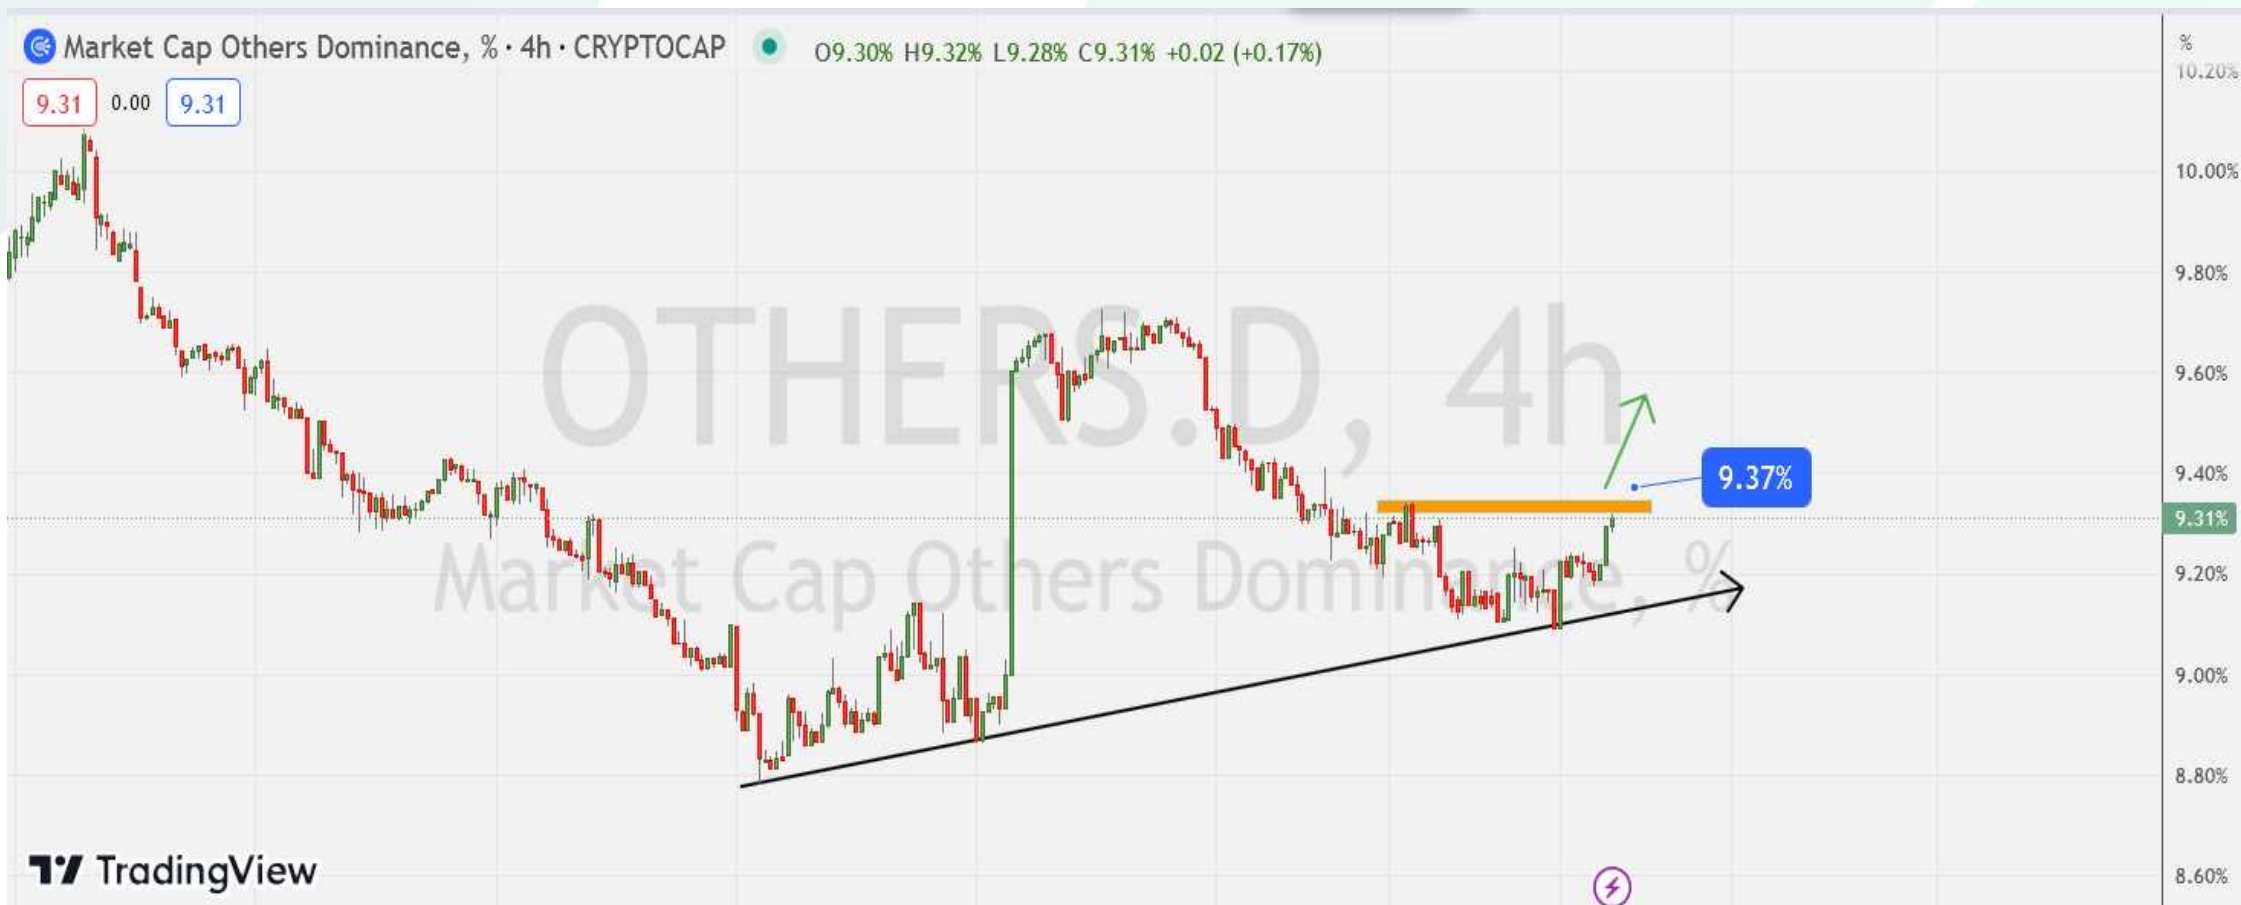 Market Cap Others Dominance, % · 4h · CRYPTOCAP
O9.30% H9.32% L9.28% C9.31% +0.02 (+0.17%)
%
10.20%
9.31 0.00 9.31
10.00%
9.80%
OTHERS.D, 4h
9.60%
9.40%
9.37%
9.31%
Market Cap Others Dominance, %
9.20%
9.00%
8.80%
TradingView
8.60%